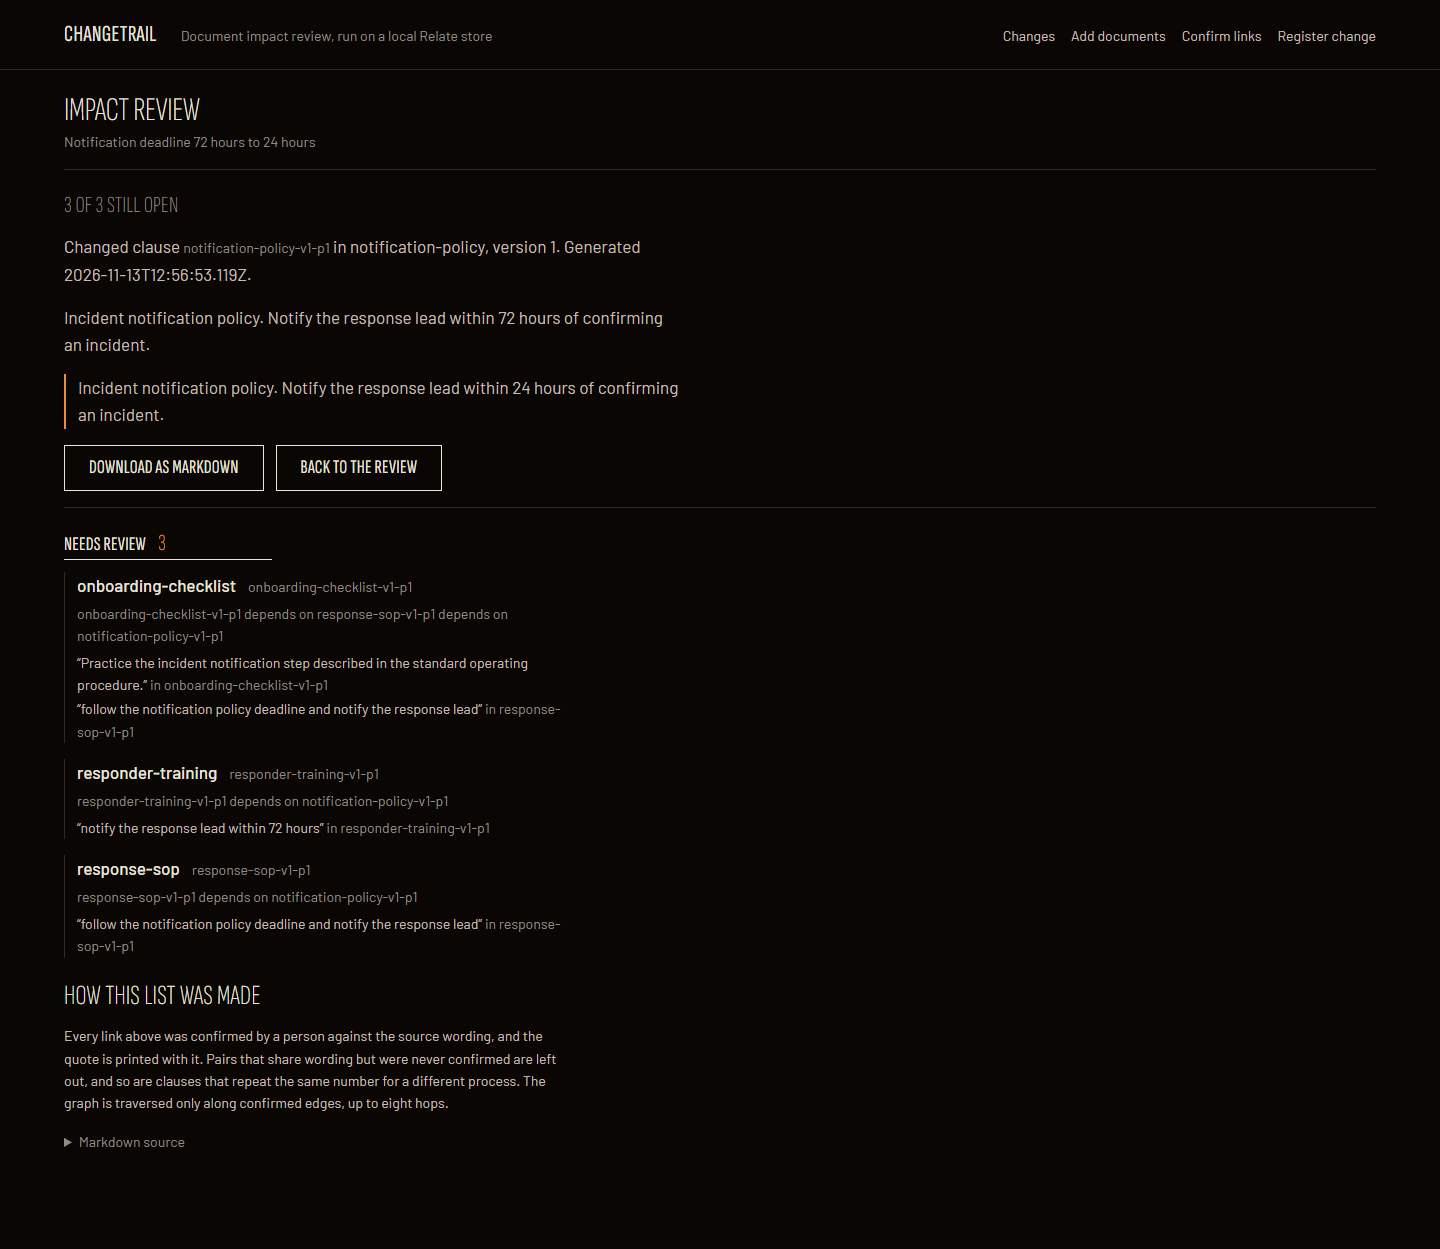 CHANGETRAIL
Document impact review, run on a local Relate store
Changes
Add documents
Confirm links
Register change
IMPACT REVIEW
Notification deadline 72 hours to 24 hours
3 OF 3 STILL OPEN
Changed clause notification-policy-v1-p1 in notification-policy, version 1. Generated
2026-11-13T12:56:53.119Z.
Incident notification policy. Notify the response lead within 72 hours of confirming
an incident.
Incident notification policy. Notify the response lead within 24 hours of confirming
an incident.
DOWNLOAD AS MARKDOWN
BACK TO THE REVIEW
NEEDS REVIEW 3
onboarding-checklist onboarding-checklist-v1-p1
onboarding-checklist-v1-p1 depends on response-sop-v1-p1 depends on
notification-policy-v1-p1
“Practice the incident notification step described in the standard operating
procedure.” in onboarding-checklist-v1-p1
“follow the notification policy deadline and notify the response lead” in response-
sop-v1-p1
responder-training responder-training-v1-p1
responder-training-v1-p1 depends on notification-policy-v1-p1
“notify the response lead within 72 hours” in responder-training-v1-p1
response-sop response-sop-v1-p1
response-sop-v1-p1 depends on notification-policy-v1-p1
“follow the notification policy deadline and notify the response lead” in response-
sop-v1-p1
HOW THIS LIST WAS MADE
Every link above was confirmed by a person against the source wording, and the
quote is printed with it. Pairs that share wording but were never confirmed are left
out, and so are clauses that repeat the same number for a different process. The
graph is traversed only along confirmed edges, up to eight hops.
Markdown source